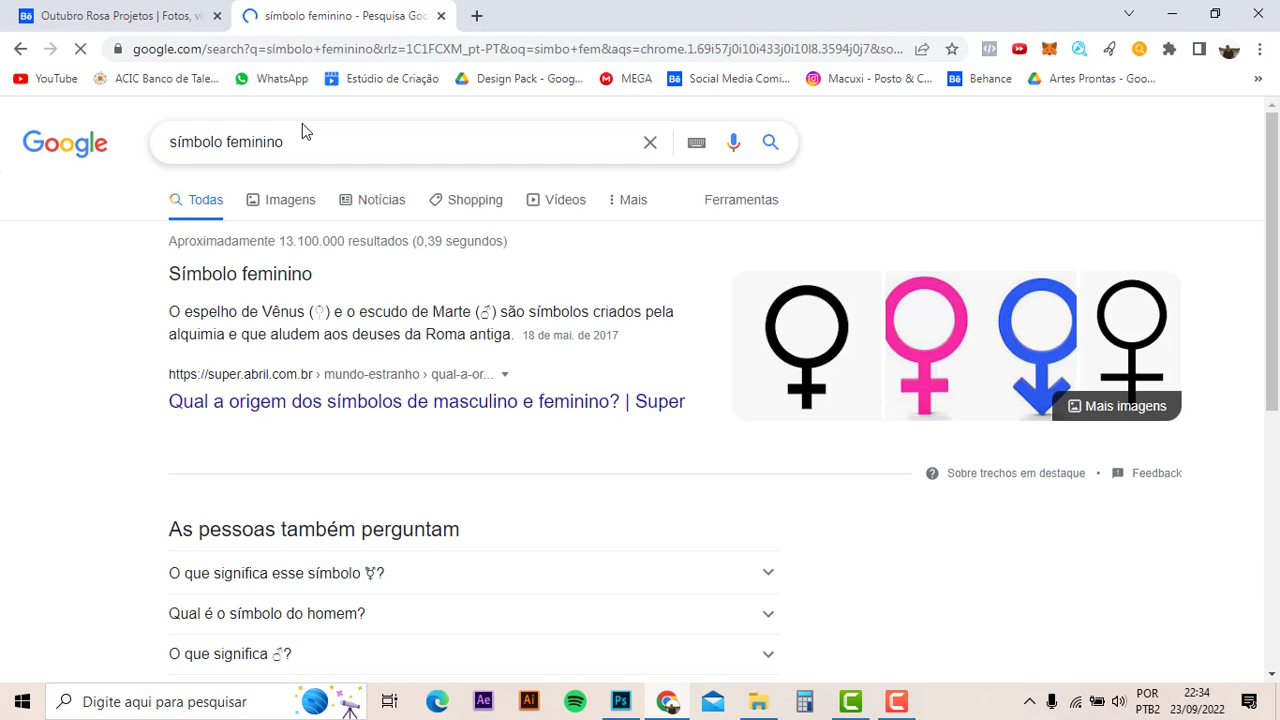 Outubro Rosa Projetos | Fotos, ví
símbolo feminino - Pesquisa Goo
google.com/search?q=símbolo+feminino&rlz=1C1FCXM_pt-PT&oq=simbo+fem&aqs=chrome.1.69i57j0i10i433j0i10l8.3594j0j7&so...
YouTube
ACIC Banco de Tale...
WhatsApp
Estúdio de Criação
Design Pack - Goog...
MEGA
Social Media Comi...
Macuxi - Posto & C...
Behance
Artes Prontas - Goo...
»
Google
símbolo feminino
Todas Imagens Notícias Shopping Vídeos Mais Ferramentas
Aproximadamente 13.100.000 resultados (0,39 segundos)
Símbolo feminino
O espelho de Vênus (♀) e o escudo de Marte (♂) são símbolos criados pela
alquimia e que aludem aos deuses da Roma antiga. 18 de mai. de 2017
https://super.abril.com.br › mundo-estranho › qual-a-or...
Qual a origem dos símbolos de masculino e feminino? | Super
Mais imagens
Sobre trechos em destaque • Feedback
As pessoas também perguntam
O que significa esse símbolo ⚧?
Qual é o símbolo do homem?
O que significa ♂?
Digite aqui para pesquisar
Ae
Ai
Ps
POR
PTB2
22:34
23/09/2022